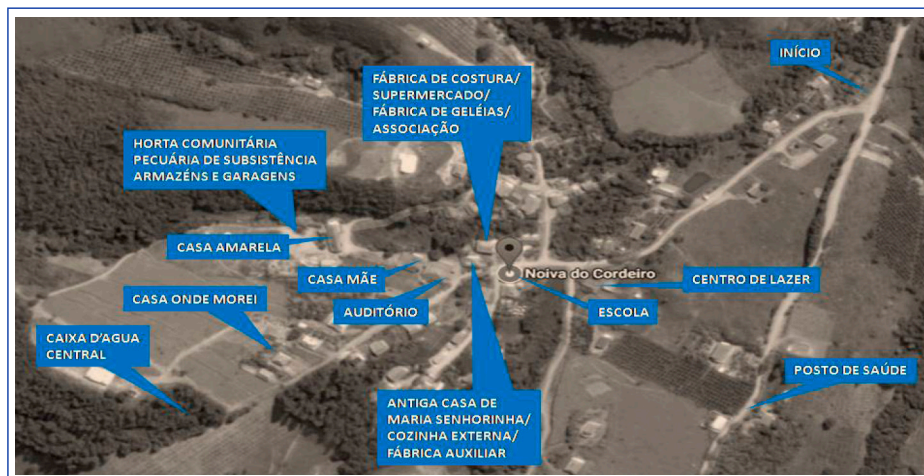 INÍCIO
FÁBRICA DE COSTURA/
SUPERMERCADO/
FÁBRICA DE GELÉIAS/
ASSOCIAÇÃO
HORTA COMUNITÁRIA
PECUÁRIA DE SUBSISTÊNCIA
ARMAZÉNS E GARAGENS
CASA AMARELA
CASA MÃE
Noiva do Cordeiro
CENTRO DE LAZER
CASA ONDE MOREI
AUDITÓRIO
ESCOLA
CAIXA D'AGUA
CENTRAL
POSTO DE SAÚDE
ANTIGA CASA DE
MARIA SENHORINHA/
COZINHA EXTERNA/
FÁBRICA AUXILIAR